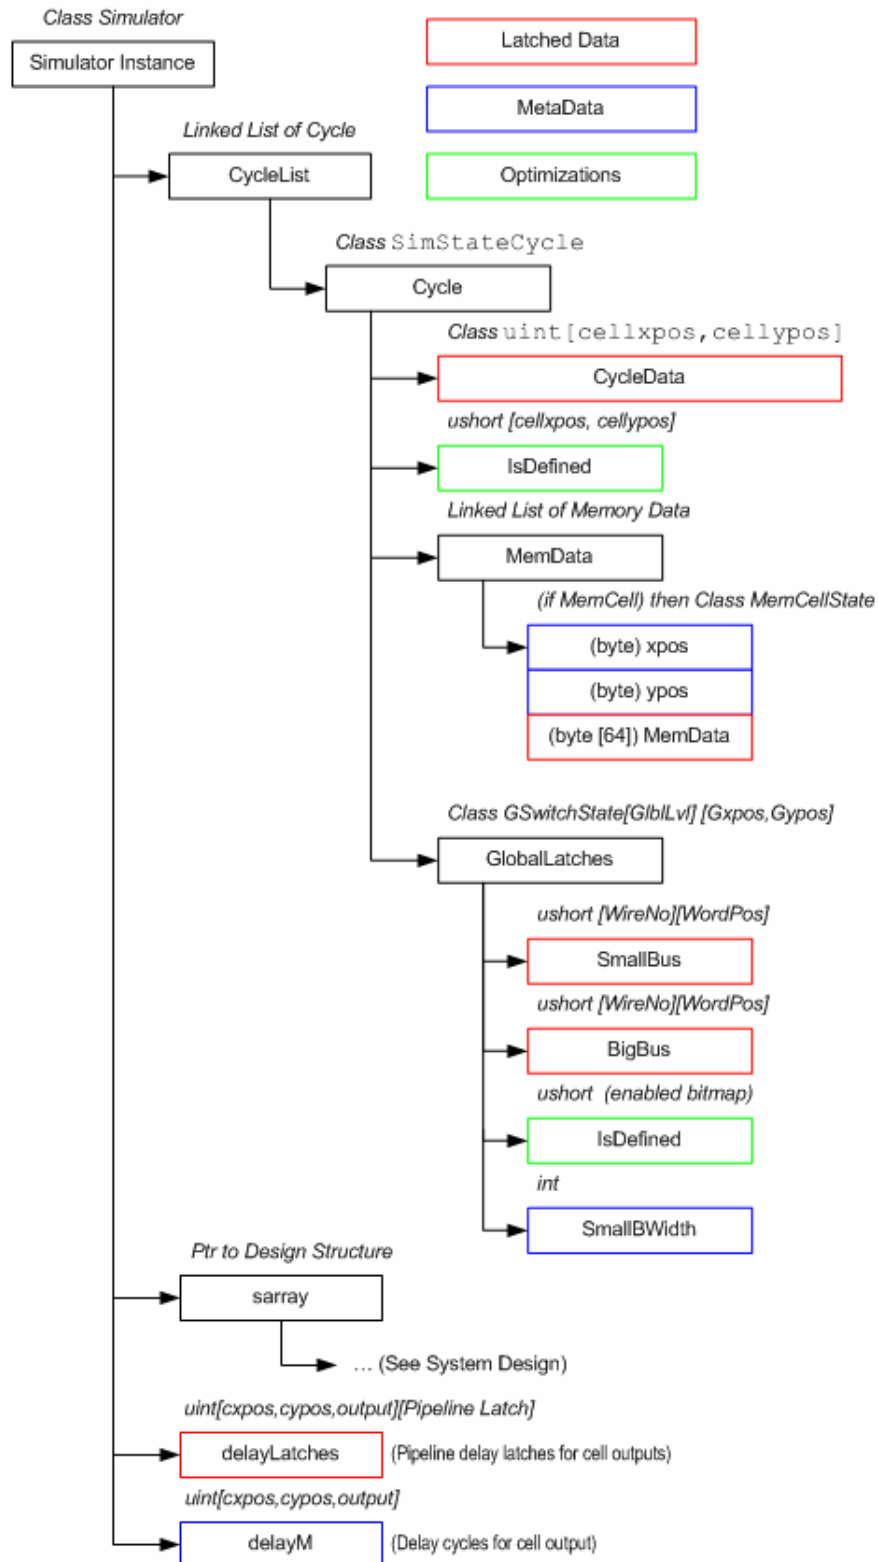 Class Simulator
Simulator Instance
Latched Data
MetaData
Optimizations
Linked List of Cycle
CycleList
Class SimStateCycle
Cycle
Class uint[cellxpos,cellypos]
CycleData
ushort [cellxpos, cellypos]
IsDefined
Linked List of Memory Data
MemData
(if MemCell) then Class MemCellState
(byte) xpos
(byte) ypos
(byte [64]) MemData
Class GSwitchState[GlblLvl] [Gxpos,Gypos]
GlobalLatches
ushort [WireNo][WordPos]
SmallBus
ushort [WireNo][WordPos]
BigBus
ushort (enabled bitmap)
IsDefined
int
SmallBWidth
Ptr to Design Structure
sarray
... (See System Design)
uint[cxpos,cypos,output][Pipeline Latch]
delayLatches (Pipeline delay latches for cell outputs)
uint[cxpos,cypos,output]
delayM (Delay cycles for cell output)